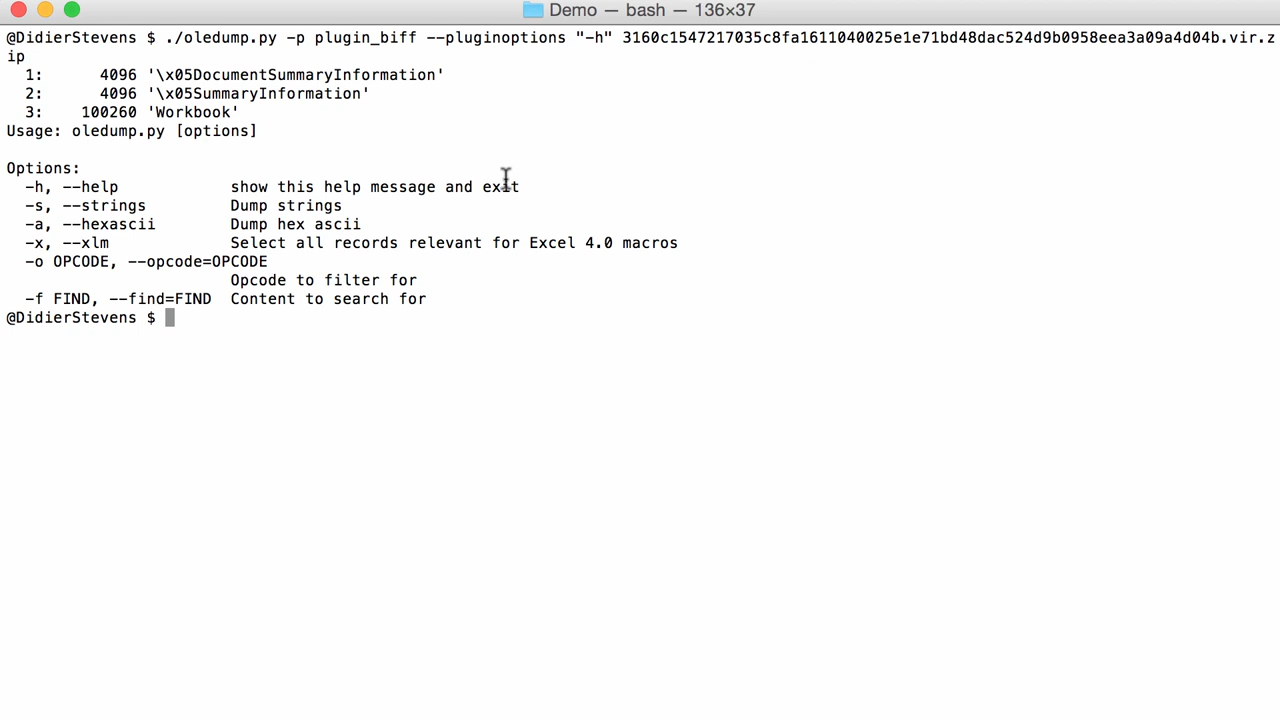 Demo — bash — 136×37
@DidierStevens $ ./oledump.py -p plugin_biff --pluginoptions "-h" 3160c1547217035c8fa1611040025e1e71bd48dac524d9b0958eea3a09a4d04b.vir.z
ip
  1:      4096 '\x05DocumentSummaryInformation'
  2:      4096 '\x05SummaryInformation'
  3:    100260 'Workbook'
Usage: oledump.py [options]
Options:
  -h, --help            show this help message and exit
  -s, --strings         Dump strings
  -a, --hexascii        Dump hex ascii
  -x, --xlm             Select all records relevant for Excel 4.0 macros
  -o OPCODE, --opcode=OPCODE
                        Opcode to filter for
  -f FIND, --find=FIND  Content to search for
@DidierStevens $